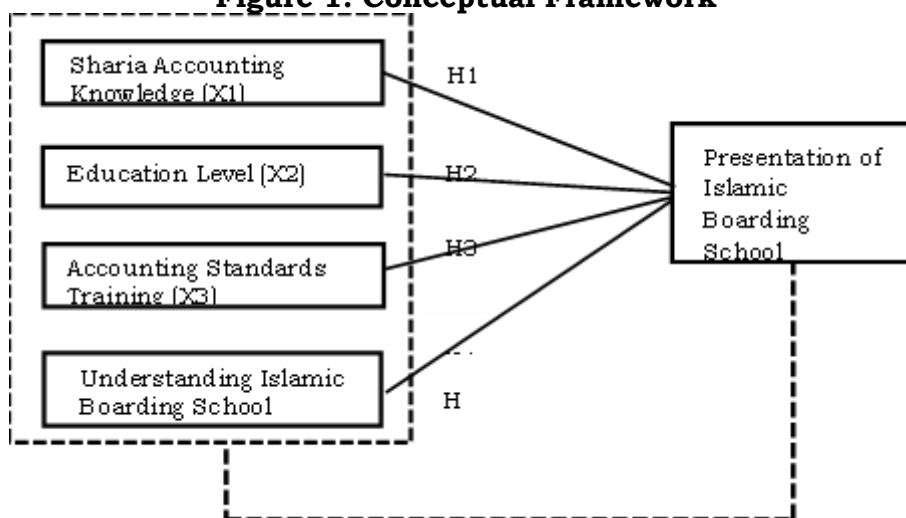 Figure 1. Conceptual Framework
Sharia Accounting
Knowledge (X1)
H1
Education Level (X2)
H2
Accounting Standards
Training (X3)
H3
Understanding Islamic
Boarding School
H
Presentation of
Islamic
Boarding
School